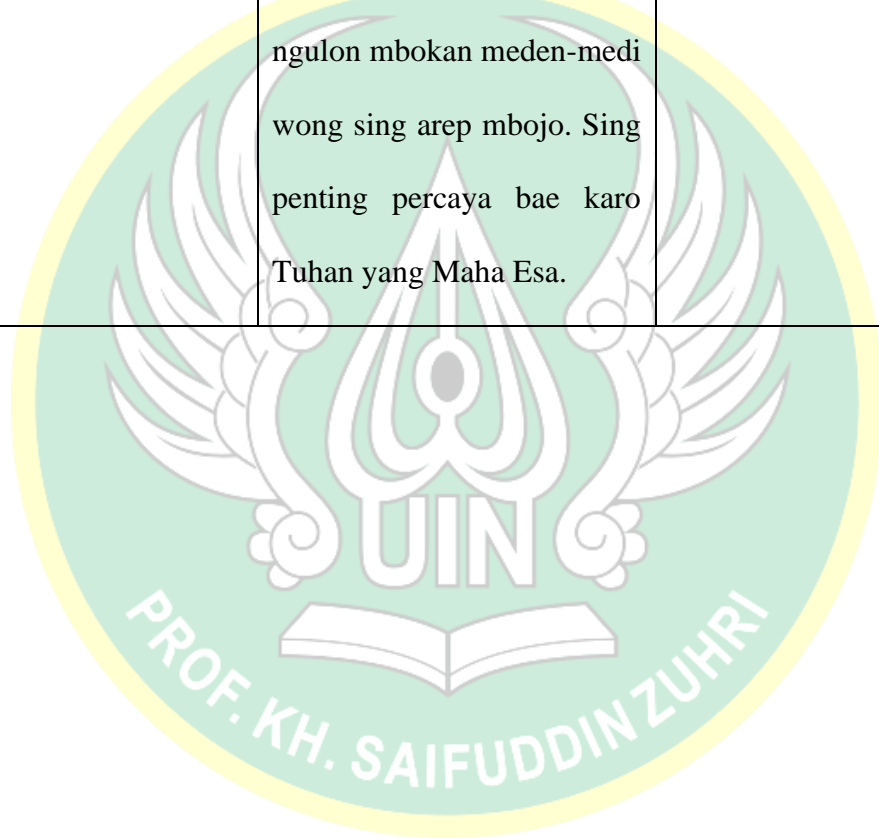 ngulon mbokan meden-medi
wong sing arep mbojo. Sing
penting percaya bae karo
Tuhan yang Maha Esa.
UIN
PROF. KH. SAIFUDDIN ZUHRI